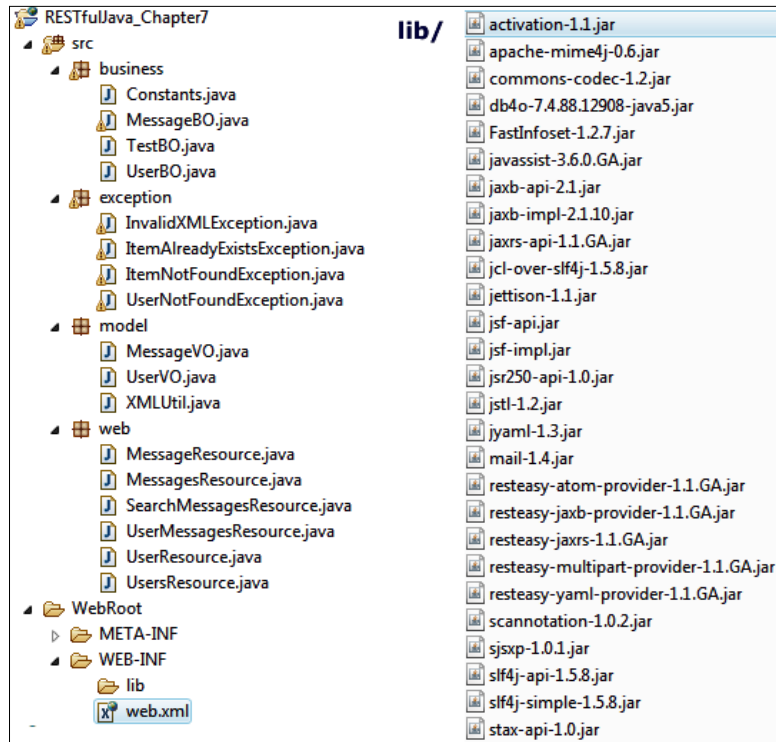 RESTfulJava_Chapter7
src
business
Constants.java
MessageBO.java
TestBO.java
UserBO.java
exception
InvalidXMLException.java
ItemAlreadyExistsException.java
ItemNotFoundException.java
UserNotFoundException.java
model
MessageVO.java
UserVO.java
XMLUtil.java
web
MessageResource.java
MessagesResource.java
SearchMessagesResource.java
UserMessagesResource.java
UserResource.java
UsersResource.java
WebRoot
META-INF
WEB-INF
lib
web.xml
lib/
activation-1.1.jar
apache-mime4j-0.6.jar
commons-codec-1.2.jar
db4o-7.4.88.12908-java5.jar
FastInfoset-1.2.7.jar
javassist-3.6.0.GA.jar
jaxb-api-2.1.jar
jaxb-impl-2.1.10.jar
jaxrs-api-1.1.GA.jar
jcl-over-slf4j-1.5.8.jar
jettison-1.1.jar
jsf-api.jar
jsf-impl.jar
jsr250-api-1.0.jar
jstl-1.2.jar
jyaml-1.3.jar
mail-1.4.jar
resteasy-atom-provider-1.1.GA.jar
resteasy-jaxb-provider-1.1.GA.jar
resteasy-jaxrs-1.1.GA.jar
resteasy-multipart-provider-1.1.GA.jar
resteasy-yaml-provider-1.1.GA.jar
scannotation-1.0.2.jar
sjsxp-1.0.1.jar
slf4j-api-1.5.8.jar
slf4j-simple-1.5.8.jar
stax-api-1.0.jar